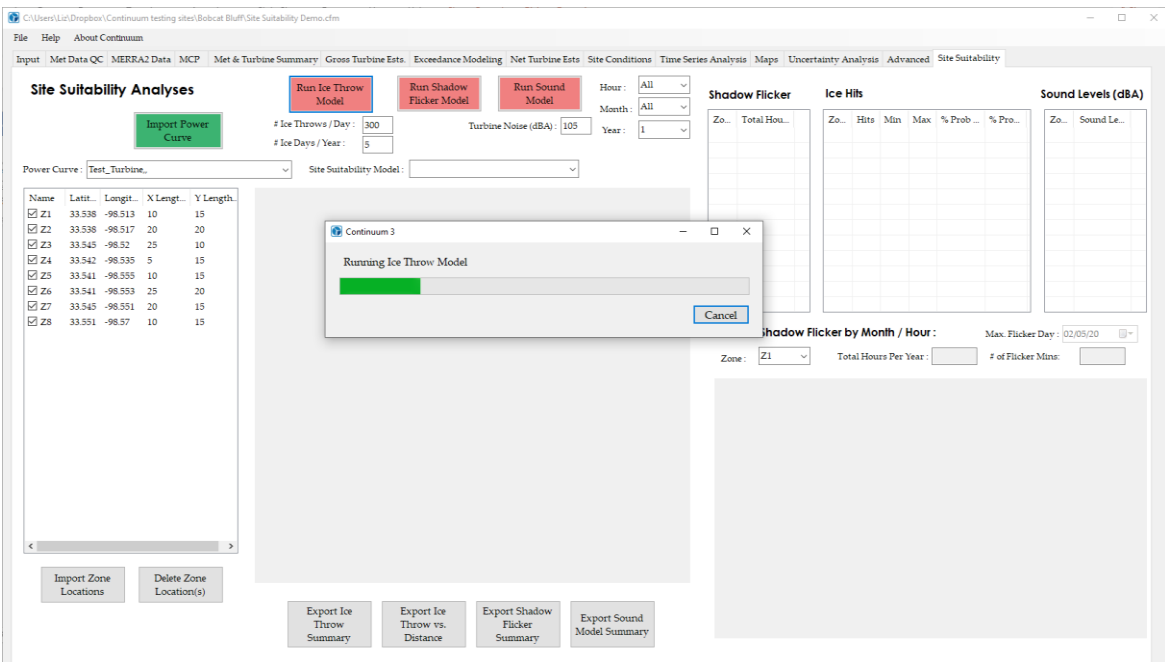 C:\Users\Liz\Dropbox\Continuum testing sites\Bobcat Bluff\Site Suitability Demo.cfm
File Help About Continuum
Input Met Data QC MERRA2 Data MCP Met & Turbine Summary Gross Turbine Ests. Exceedance Modeling Net Turbine Ests Site Conditions Time Series Analysis Maps Uncertainty Analysis Advanced Site Suitability
Site Suitability Analyses
Import Power
Curve
Run Ice Throw
Model
Run Shadow
Flicker Model
Run Sound
Model
Hour : All
Month : All
Year : 1
# Ice Throws / Day : 300
# Ice Days / Year : 5
Turbine Noise (dBA) : 105
Power Curve : Test_Turbine,,
Site Suitability Model :
Name Latit... Longit... X Lengt... Y Length..
Z1 33.538 -98.513 10 15
Z2 33.538 -98.517 20 20
Z3 33.545 -98.52 25 10
Z4 33.542 -98.535 5 15
Z5 33.541 -98.555 10 15
Z6 33.541 -98.553 25 20
Z7 33.545 -98.551 20 15
Z8 33.551 -98.57 10 15
Import Zone
Locations
Delete Zone
Location(s)
Continuum 3
Running Ice Throw Model
Cancel
Export Ice
Throw
Summary
Export Ice
Throw vs.
Distance
Export Shadow
Flicker
Summary
Export Sound
Model Summary
Shadow Flicker
Zo... Total Hou...
Ice Hits
Zo... Hits Min Max % Prob ... % Pro...
Sound Levels (dBA)
Zo... Sound Le...
Shadow Flicker by Month / Hour :
Max. Flicker Day : 02/05/20
Zone : Z1
Total Hours Per Year :
# of Flicker Mins: